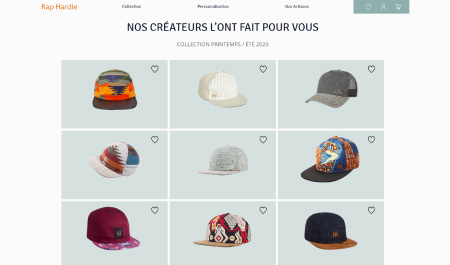 Kap Hardie
Collection Personnalisation Nos Artisans
NOS CRÉATEURS L'ONT FAIT POUR VOUS
COLLECTION PRINTEMPS / ÉTÉ 2020